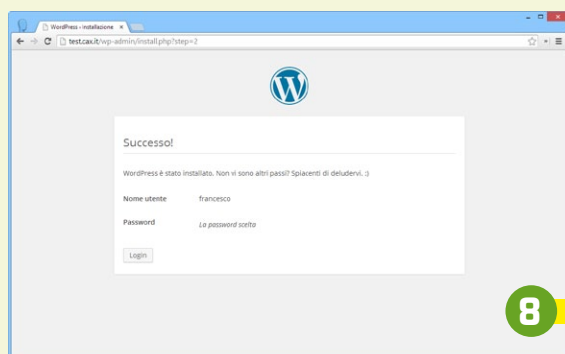 WordPress › Installazione
test.cax.it/wp-admin/install.php?step=2
Successo!
WordPress è stato installato. Non vi sono altri passi? Spiacenti di deludervi. :)
Nome utente francesco
Password La password scelta
Login
8